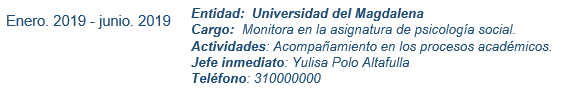 Enero. 2019 - junio. 2019
Entidad: Universidad del Magdalena
Cargo: Monitora en la asignatura de psicología social.
Actividades: Acompañamiento en los procesos académicos.
Jefe inmediato: Yulisa Polo Altafulla
Teléfono: 310000000